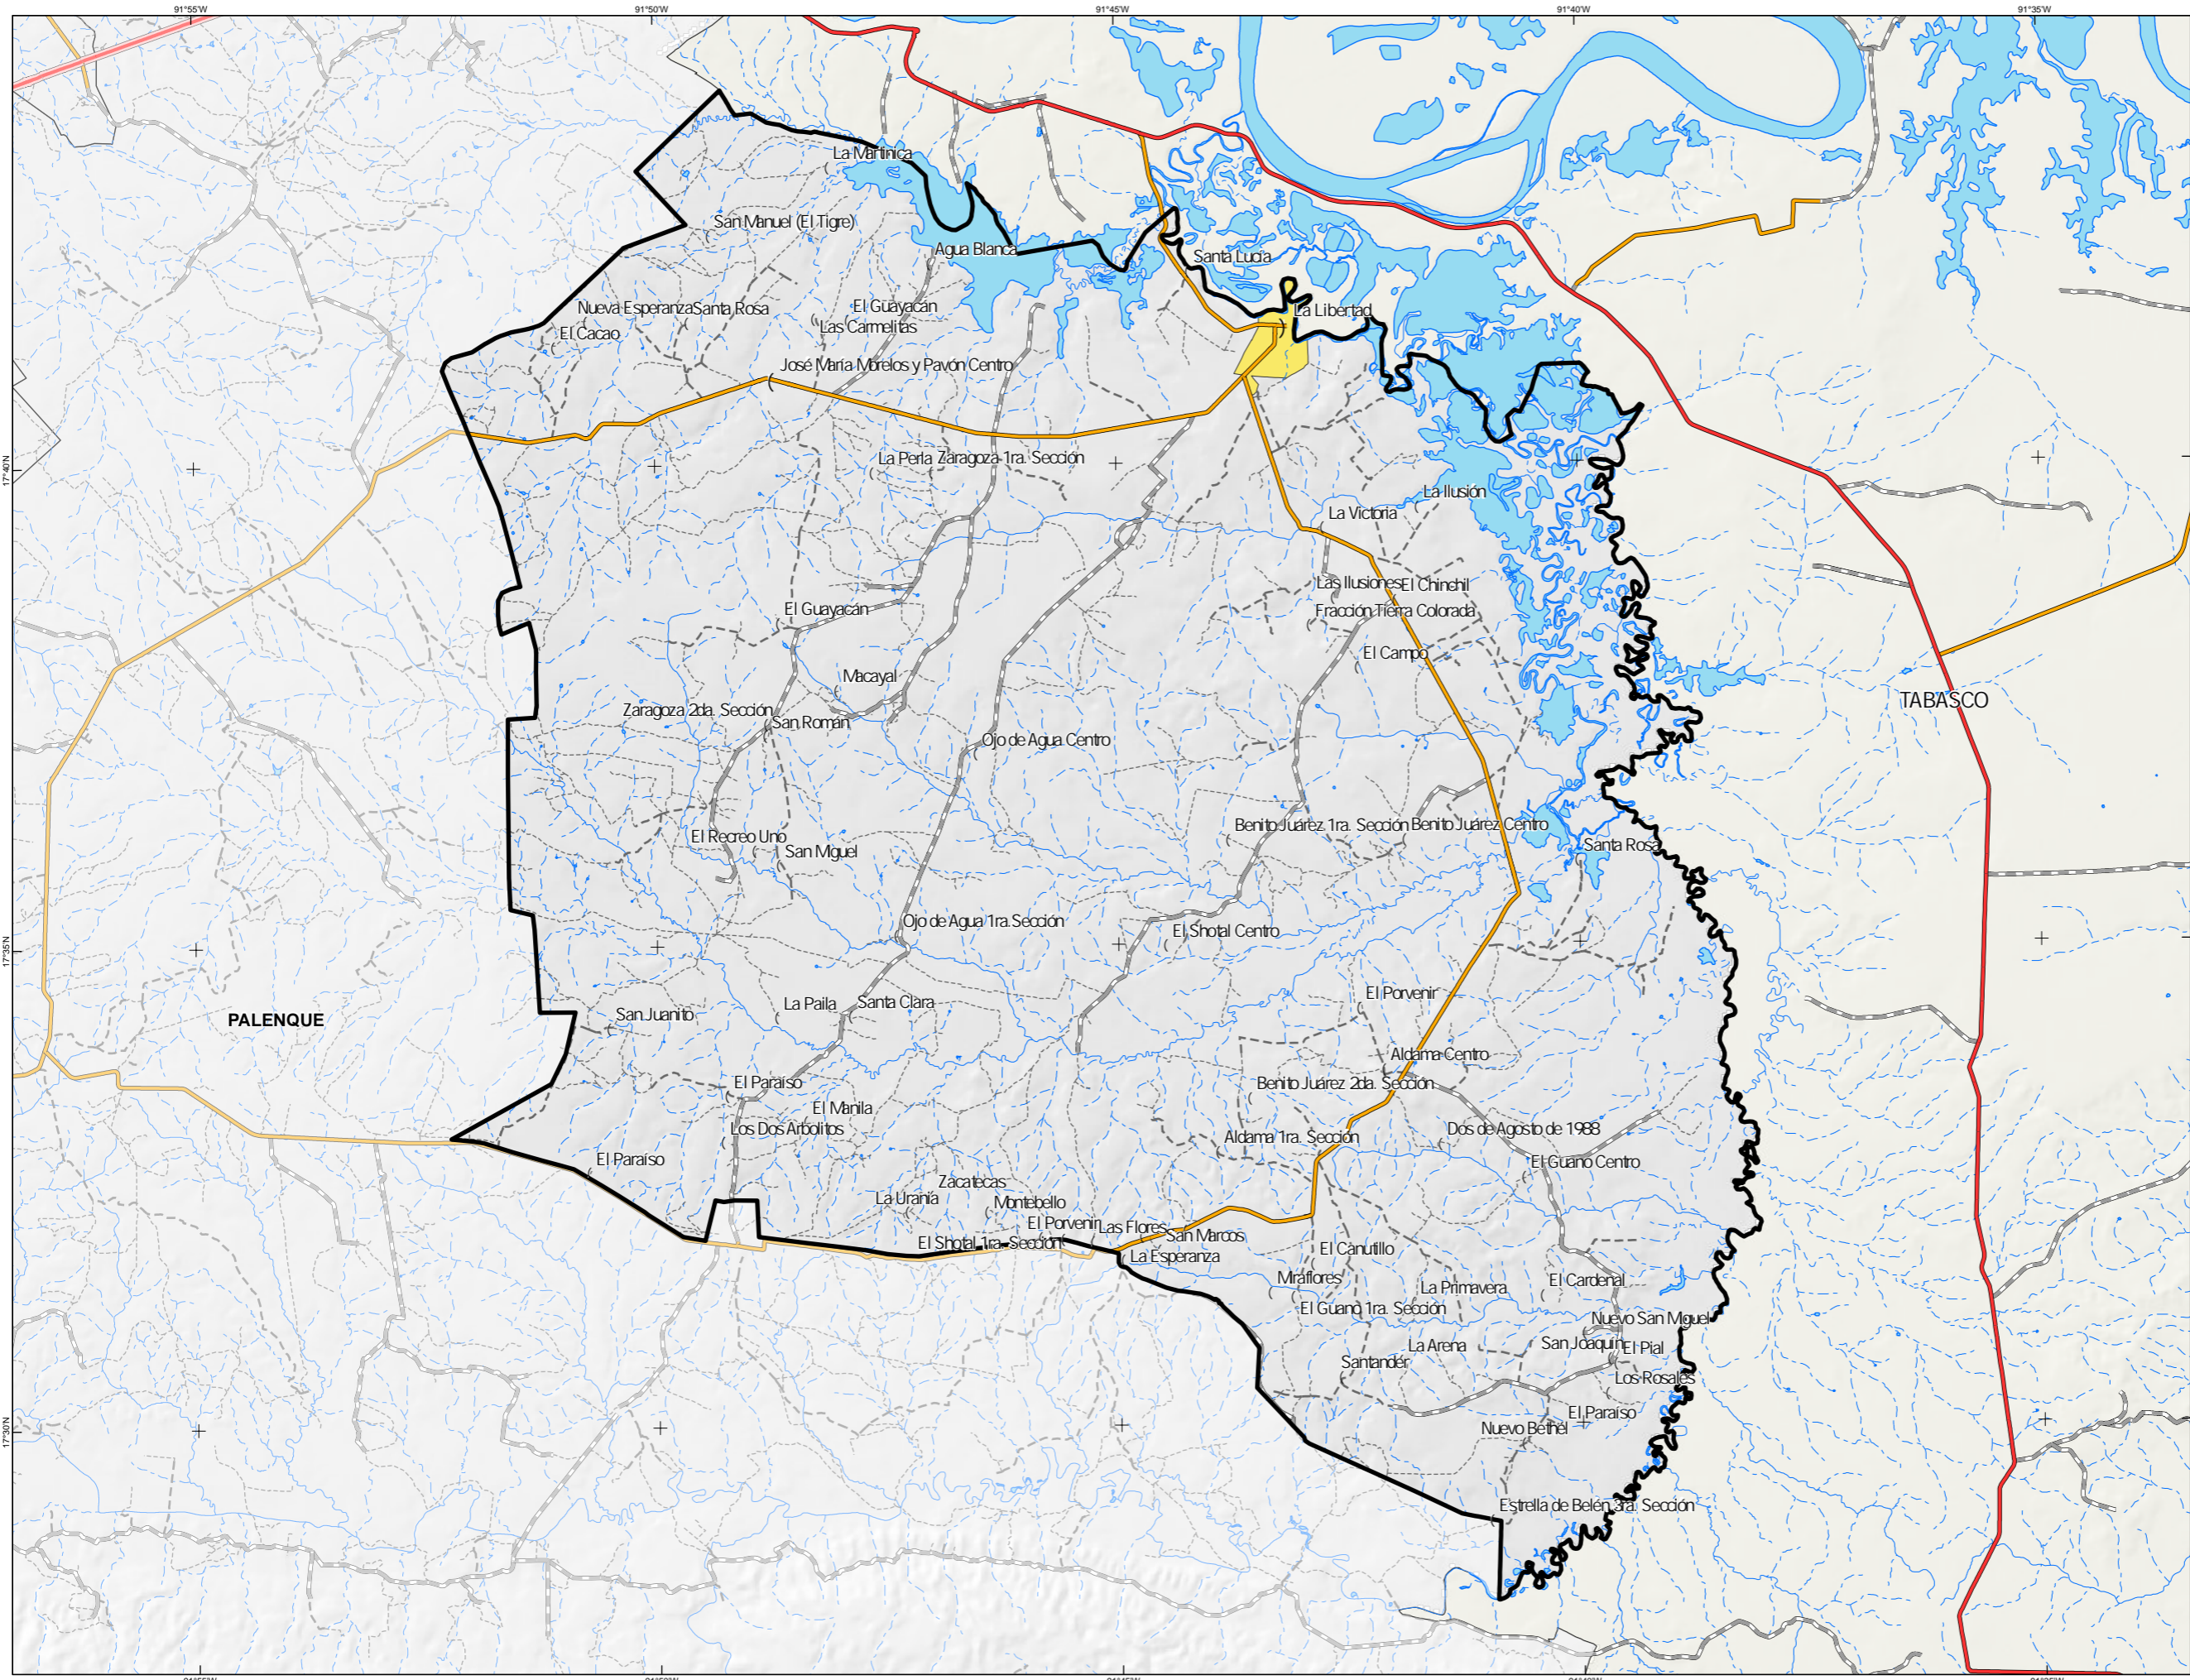 91°55'W
91°50'W
91°45'W
91°40'W
91°35'W
La Martinica
San Manuel (El Tigre)
Agua Blanca
Santa Lucía
Nueva Esperanza
Santa Rosa
El Guayacán
La Libertad
Las Carmelitas
El Cacao
José María Morelos y Pavón Centro
17°40'N
La Perla
Zaragoza 1ra. Sección
La Ilusión
La Victoria
Las Ilusiones
El Chinchil
El Guayacán
Fracción Tierra Colorada
El Campo
Macayal
TABASCO
Zaragoza 2da. Sección
San Román
Ojo de Agua Centro
Benito Juárez 1ra. Sección
Benito Juárez Centro
El Recreo Uno
Santa Rosa
San Miguel
Ojo de Agua 1ra. Sección
El Shotal Centro
17°35'N
El Porvenir
La Paila
Santa Clara
San Juanito
PALENQUE
Aldama Centro
El Paraíso
Benito Juárez 2da. Sección
El Manila
Los Dos Arbolitos
Dos de Agosto de 1988
Aldama 1ra. Sección
El Paraíso
El Guano Centro
Zacatecas
La Urania
Montebello
El Porvenir
Las Flores
San Marcos
El Shotal 1ra. Sección
El Canutillo
La Esperanza
Miraflores
El Cardenal
La Primavera
El Guano 1ra. Sección
Nuevo San Miguel
San Joaquín
El Pial
La Arena
Santander
Los Rosales
El Paraíso
17°30'N
Nuevo Bethel
Estrella de Belén 3ra. Sección